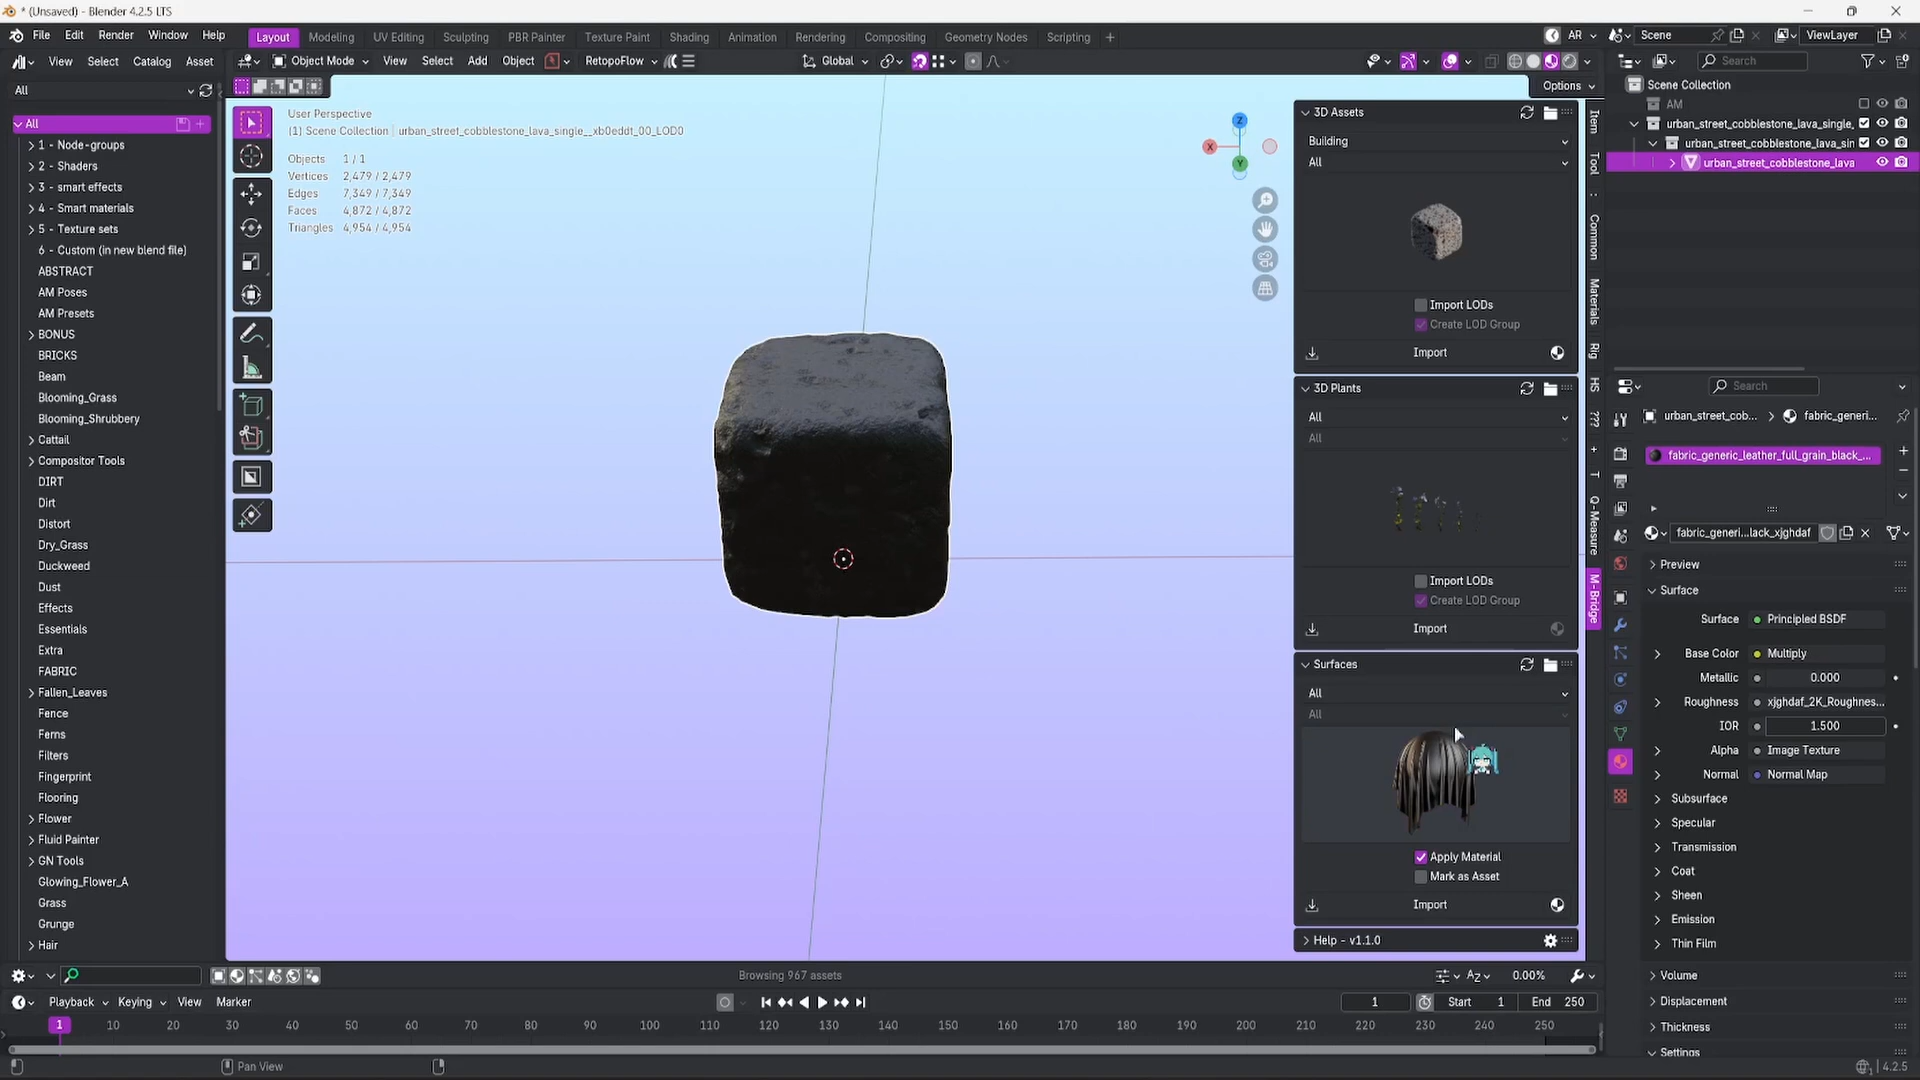 * (Unsaved) - Blender 4.2.5 LTS
File Edit Render Window Help
Layout Modeling UV Editing Sculpting PBR Painter Texture Paint Shading Animation Rendering Compositing Geometry Nodes Scripting +
AR Scene ViewLayer
View Select Catalog Asset
Object Mode View Select Add Object RetopoFlow Global
Search
All
Options
All
1 - Node-groups
2 - Shaders
3 - smart effects
4 - Smart materials
5 - Texture sets
6 - Custom (in new blend file)
ABSTRACT
AM Poses
AM Presets
BONUS
BRICKS
Beam
Blooming_Grass
Blooming_Shrubbery
Cattail
Compositor Tools
DIRT
Dirt
Distort
Dry_Grass
Duckweed
Dust
Effects
Essentials
Extra
FABRIC
Fallen_Leaves
Fence
Ferns
Filters
Fingerprint
Flooring
Flower
Fluid Painter
GN Tools
Glowing_Flower_A
Grass
Grunge
Hair
User Perspective
(1) Scene Collection | urban_street_cobblestone_lava_single__xb0eddt_00_LOD0
Objects 1 / 1
Vertices 2,479 / 2,479
Edges 7,349 / 7,349
Faces 4,872 / 4,872
Triangles 4,954 / 4,954
Z
X
Y
3D Assets
Building
All
Import LODs
Create LOD Group
Import
3D Plants
All
All
Import LODs
Create LOD Group
Import
Surfaces
All
All
Apply Material
Mark as Asset
Import
Help - v1.1.0
Item
Tool
:
Common
Materials
Rig
HS
???
+
T
Q-Measure
M-Bridge
Scene Collection
AM
urban_street_cobblestone_lava_single_
urban_street_cobblestone_lava_sin
urban_street_cobblestone_lava
Search
urban_street_cob... fabric_generi...
fabric_generic_leather_full_grain_black_...
fabric_generi...lack_xjghdaf
Preview
Surface
Surface Principled BSDF
Base Color Multiply
Metallic 0.000
Roughness xjghdaf_2K_Roughnes...
IOR 1.500
Alpha Image Texture
Normal Normal Map
Subsurface
Specular
Transmission
Coat
Sheen
Emission
Thin Film
Volume
Displacement
Thickness
Settings
Browsing 967 assets
0.00%
Playback Keying View Marker
1 Start 1 End 250
1 10 20 30 40 50 60 70 80 90 100 110 120 130 140 150 160 170 180 190 200 210 220 230 240 250
Pan View
4.2.5